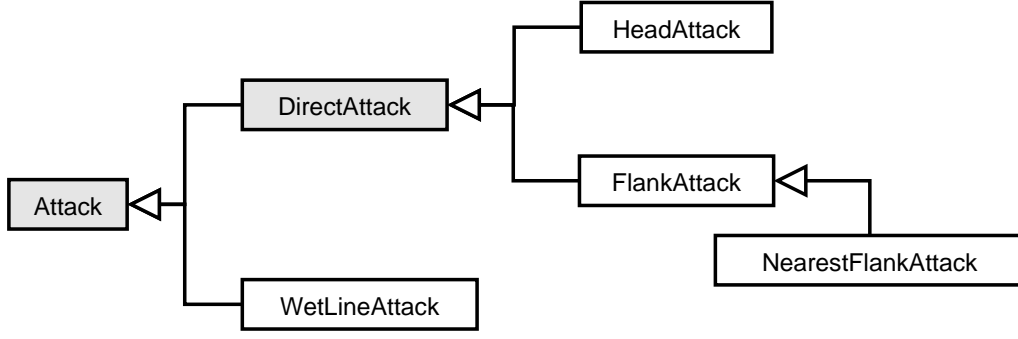 HeadAttack
DirectAttack
FlankAttack
Attack
NearestFlankAttack
WetLineAttack